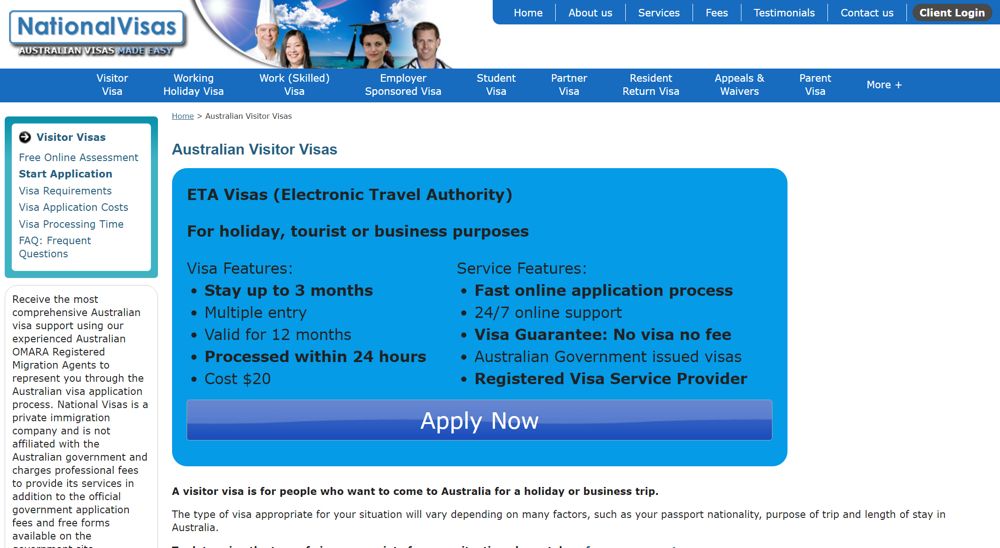 NationalVisas
AUSTRALIAN VISAS MADE EASY
Home
About us
Services
Fees
Testimonials
Contact us
Client Login
Visitor
Visa
Working
Holiday Visa
Work (Skilled)
Visa
Employer
Sponsored Visa
Student
Visa
Partner
Visa
Resident
Return Visa
Appeals &
Waivers
Parent
Visa
More +
Visitor Visas
Free Online Assessment
Start Application
Visa Requirements
Visa Application Costs
Visa Processing Time
FAQ: Frequent
Questions
Receive the most
comprehensive Australian
visa support using our
experienced Australian
OMARA Registered
Migration Agents to
represent you through the
Australian visa application
process. National Visas is a
private immigration
company and is not
affiliated with the
Australian government and
charges professional fees
to provide its services in
addition to the official
government application
fees and free forms
available on the
Home > Australian Visitor Visas
Australian Visitor Visas
ETA Visas (Electronic Travel Authority)
For holiday, tourist or business purposes
Visa Features:
• Stay up to 3 months
• Multiple entry
• Valid for 12 months
• Processed within 24 hours
• Cost $20
Service Features:
• Fast online application process
• 24/7 online support
• Visa Guarantee: No visa no fee
• Australian Government issued visas
• Registered Visa Service Provider
Apply Now
A visitor visa is for people who want to come to Australia for a holiday or business trip.
The type of visa appropriate for your situation will vary depending on many factors, such as your passport nationality, purpose of trip and length of stay in
Australia.